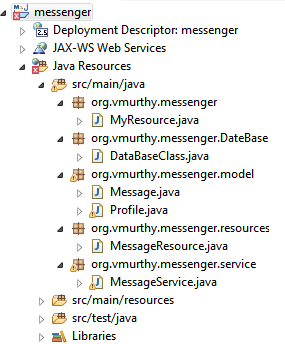 messenger
Deployment Descriptor: messenger
JAX-WS Web Services
Java Resources
src/main/java
org.vmurthy.messenger
MyResource.java
org.vmurthy.messenger.DateBase
DataBaseClass.java
org.vmurthy.messenger.model
Message.java
Profile.java
org.vmurthy.messenger.resources
MessageResource.java
org.vmurthy.messenger.service
MessageService.java
src/main/resources
src/test/java
Libraries